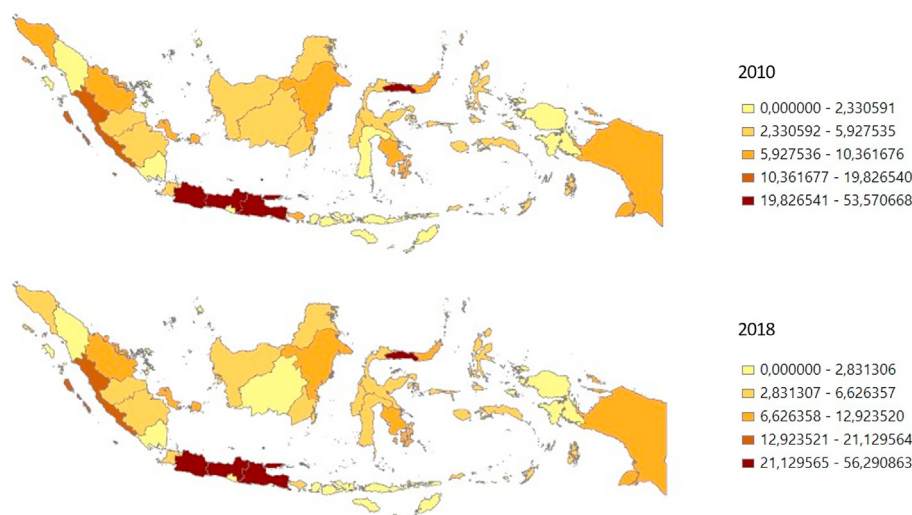 2010
0,000000 - 2,330591
2,330592 - 5,927535
5,927536 - 10,361676
10,361677 - 19,826540
19,826541 - 53,570668
2018
0,000000 - 2,831306
2,831307 - 6,626357
6,626358 - 12,923520
12,923521 - 21,129564
21,129565 - 56,290863